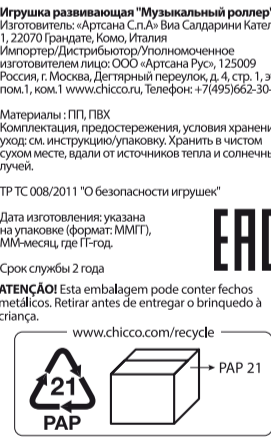 Игрушка развивающая "Музыкальный роллер"
Изготовитель: «Артсана С.п.А» Виа Салдарини Кател
1, 22070 Грандате, Комо, Италия
Импортер/Дистрибьютор/Уполномоченное
изготовителем лицо: ООО «Артсана Рус», 125009
Россия, г. Москва, Дегтярный переулок, д. 4, стр. 1, э
пом.1, ком.1 www.chicco.ru, Телефон: +7(495)662-30-
Материалы : ПП, ПВХ
Комплектация, предостережения, условия хранени
уход: см. инструкцию/упаковку. Хранить в чистом
сухом месте, вдали от источников тепла и солнечны
лучей.
ТР ТС 008/2011 "О безопасности игрушек"
Дата изготовления: указана
на упаковке (формат: ММГГ),
ММ-месяц, где ГГ-год.
EAC
Срок службы 2 года
ATENÇÃO! Esta embalagem pode conter fechos
metálicos. Retirar antes de entregar o brinquedo à
criança.
www.chicco.com/recycle
21
PAP
PAP 21